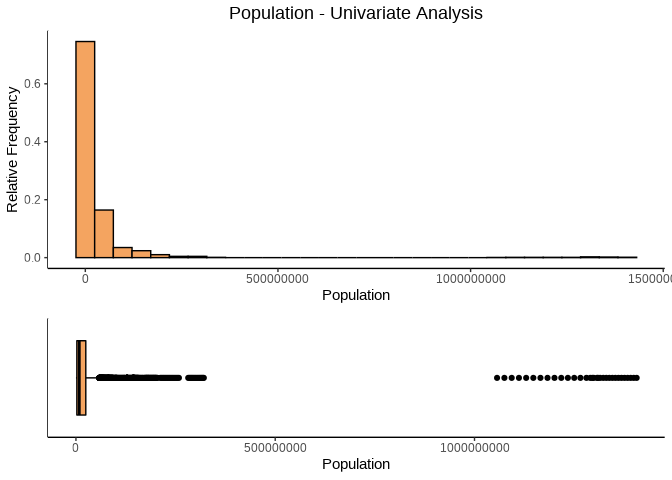 Population - Univariate Analysis
Relative Frequency
0.6
0.4
0.2
0.0
0 500000000 1000000000 1500000
Population
0 500000000 1000000000
Population